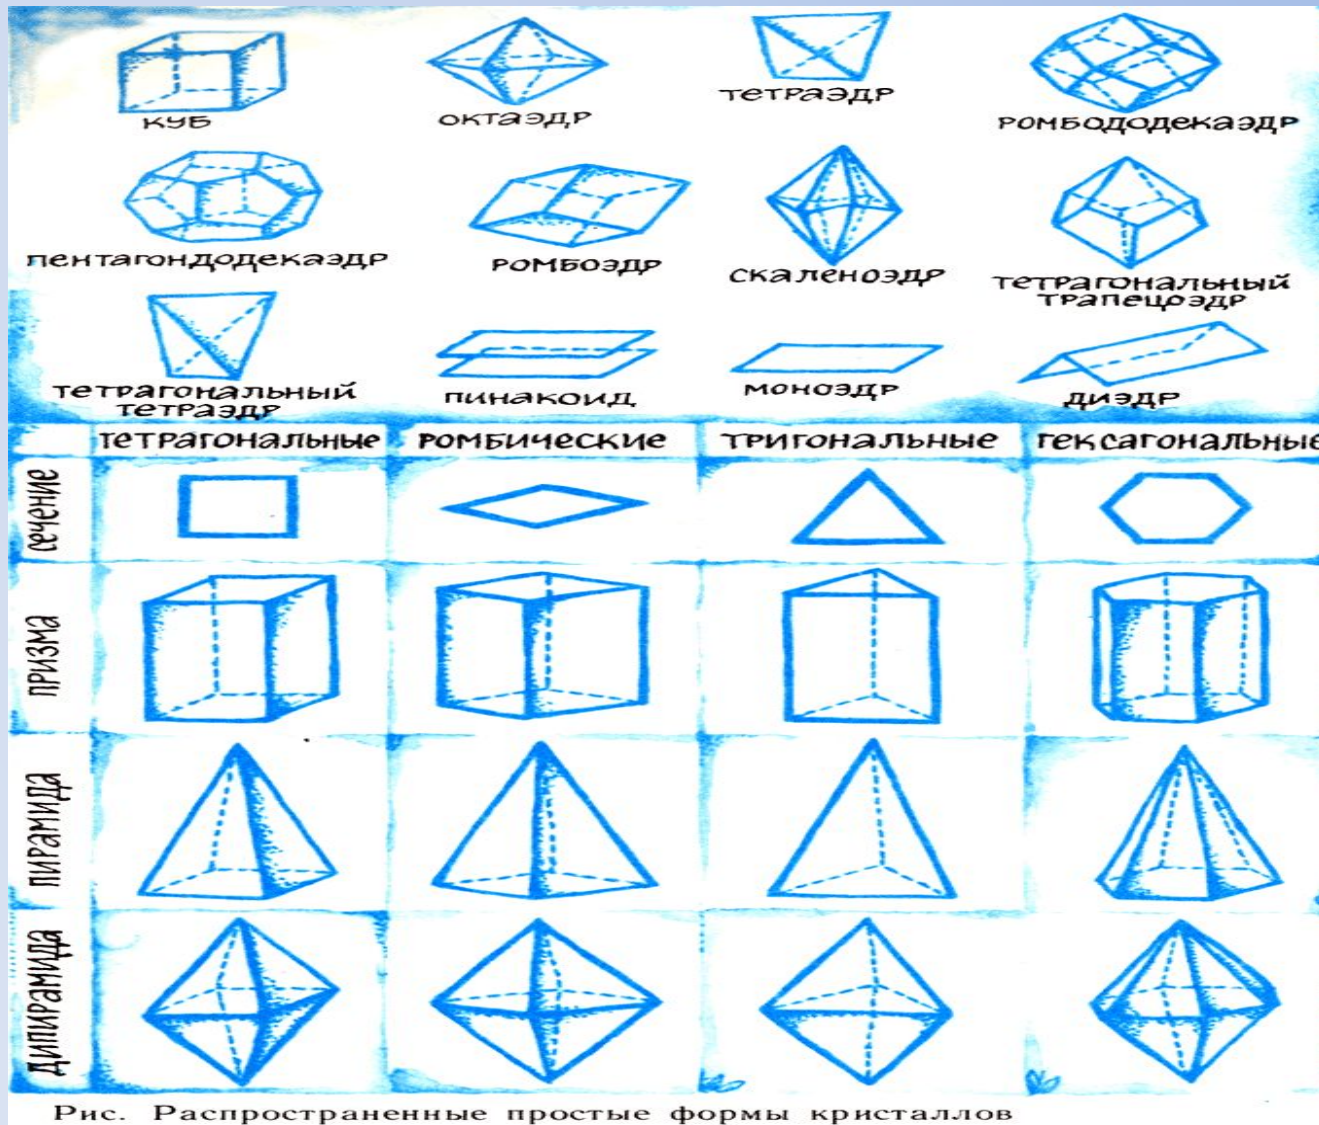 КУБ
ОКТАЭДР
ТЕТРАЭДР
РОМБОДОДЕКАЭДР
ПЕНТАГОНДОДЕКАЭДР
РОМБОЭДР
СКАЛЕНОЭДР
ТЕТРАГОНАЛЬНЫЙ
ТРАПЕЦОЭДР
ТЕТРАГОНАЛЬНЫЙ
ТЕТРАЭДР
ПИНАКОИД
МОНОЭДР
ДИЭДР
ТЕТРАГОНАЛЬНЫЕ
РОМБИЧЕСКИЕ
ТРИГОНАЛЬНЫЕ
ГЕКСАГОНАЛЬНЫЕ
СЕЧЕНИЕ
ПРИЗМА
ПИРАМИДА
ДИПИРАМИДА
Рис. Распространенные простые формы кристаллов